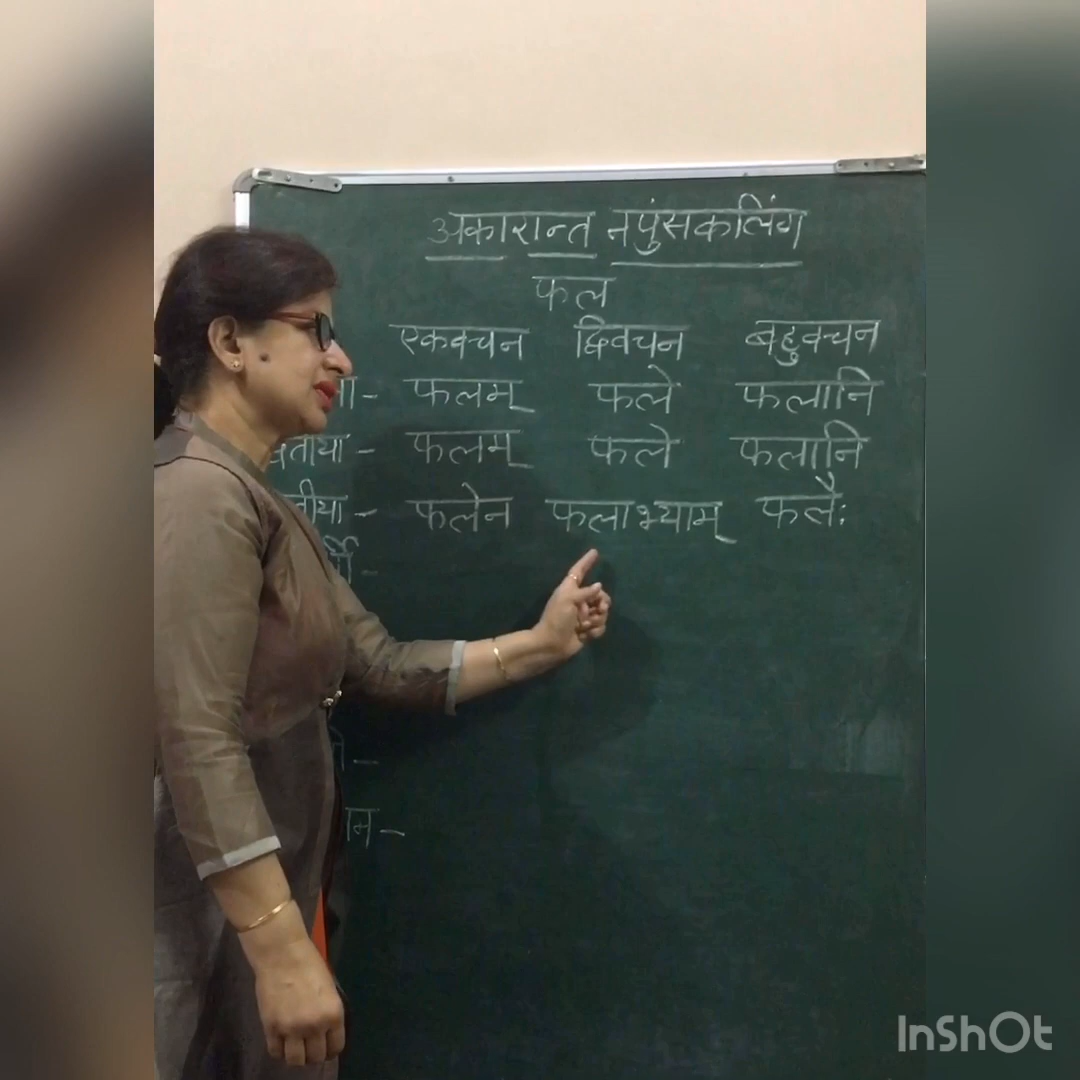 अकारान्त नपुंसकलिंग
फल
एकवचन द्विवचन बहुवचन
फलम् फले फलानि
फलम् फले फलानि
फलेन फलाभ्याम् फलैः
InShOt